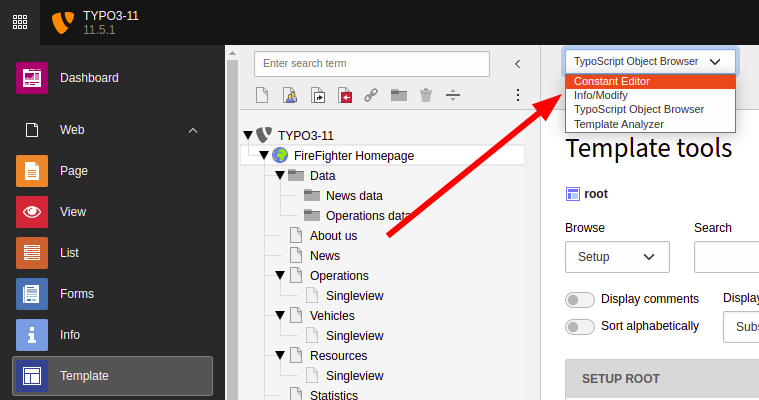 TYPO3-11
11.5.1
Dashboard
Web
Page
View
List
Forms
Info
Template
Enter search term
TYPO3-11
FireFighter Homepage
Data
News data
Operations data
About us
News
Operations
Singleview
Vehicles
Singleview
Resources
Singleview
Statistics
TypoScript Object Browser
Constant Editor
Info/Modify
TypoScript Object Browser
Template Analyzer
Template tools
root
Browse
Search
Setup
Display comments
Display
Sort alphabetically
Subs
SETUP ROOT